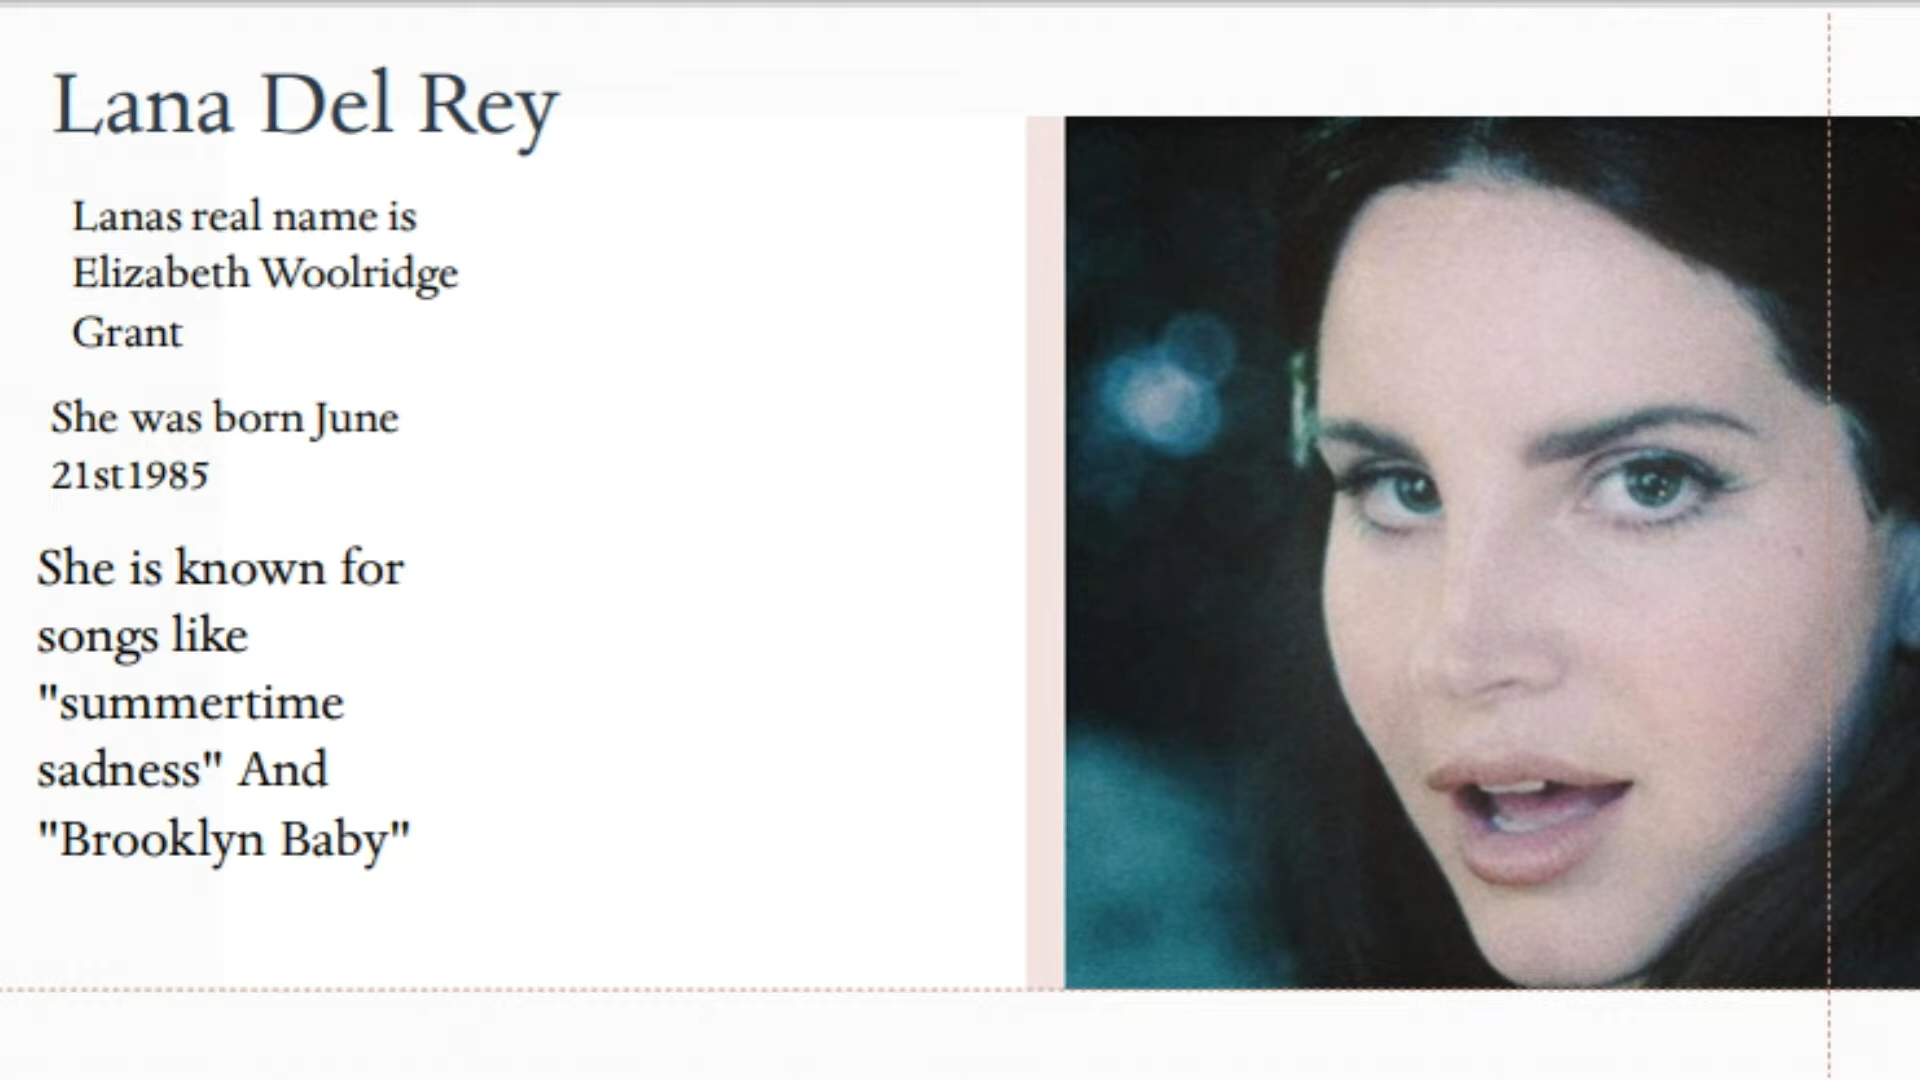 Lana Del Rey
Lanas real name is
Elizabeth Woolridge
Grant
She was born June
21st1985
She is known for
songs like
"summertime
sadness" And
"Brooklyn Baby"